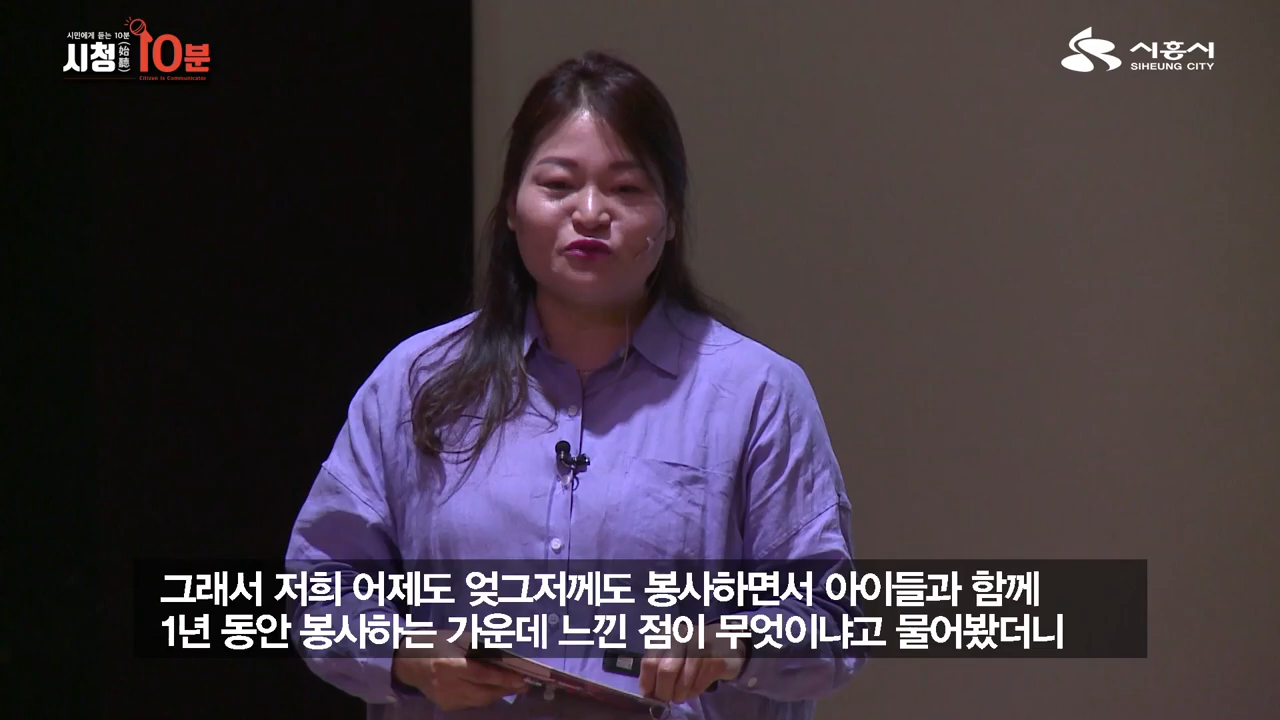 시민에게 듣는 10분
시청(始聽)10분
Citizen is Communicator
시흥시
SIHEUNG CITY
그래서 저희 어제도 엊그저께도 봉사하면서 아이들과 함께
1년 동안 봉사하는 가운데 느낀 점이 무엇이냐고 물어봤더니